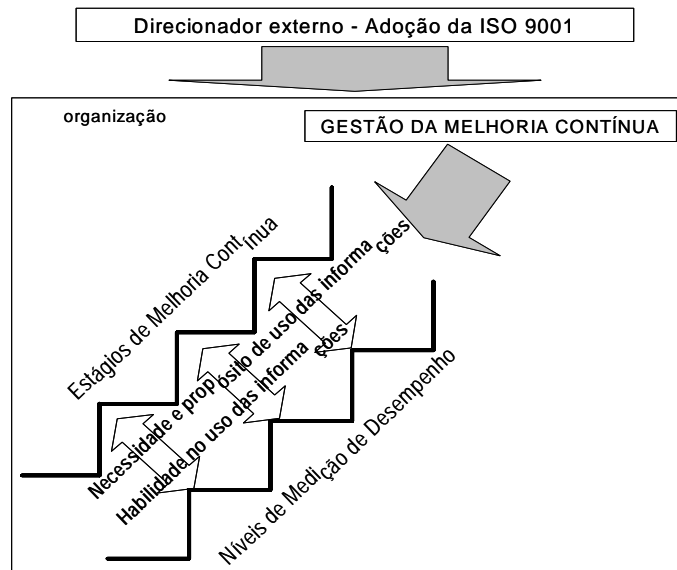 Direcionador externo - Adoção da ISO 9001
organização
GESTÃO DA MELHORIA CONTÍNUA
Estágios de Melhoria Contínua
Necessidade e propósito de uso das informações
Habilidade no uso das informações
Níveis de Medição de Desempenho